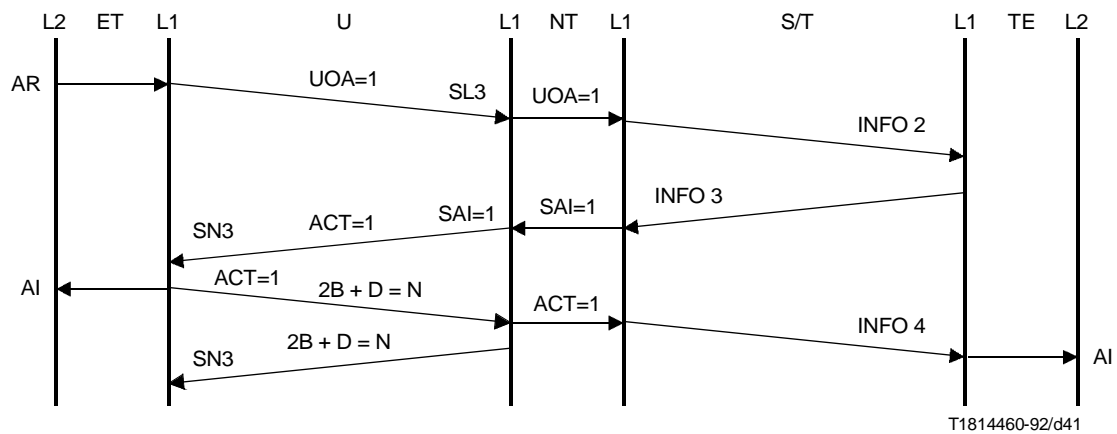 L2 ET L1 U L1 NT L1 S/T L1 TE L2
AR UOA=1 SL3 UOA=1 INFO 2
SN3 ACT=1 SAI=1 SAI=1 INFO 3
AI ACT=1 2B + D = N ACT=1 INFO 4
SN3 2B + D = N AI
T1814460-92/d41